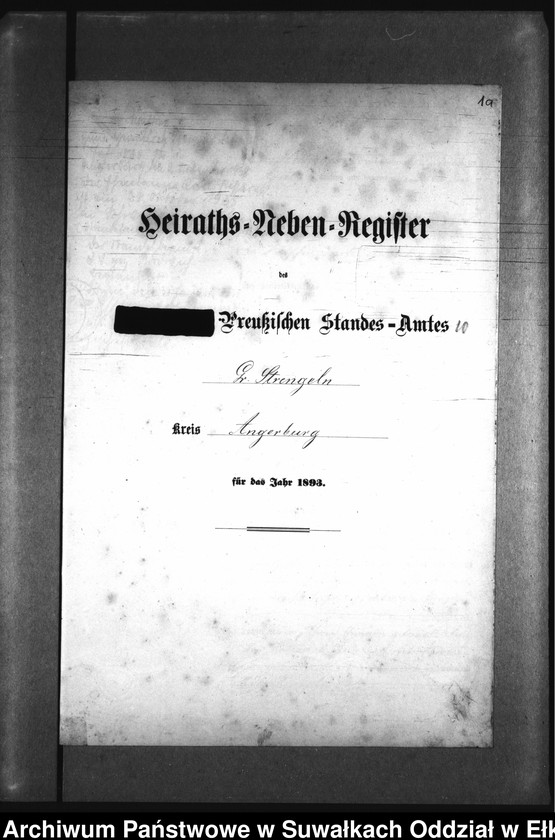 1a
Heiraths-Neben-Register
des
Preußischen Standes-Amtes 10
Gr Strengeln
Kreis Angerburg
für das Jahr 1893.
Archiwum Państwowe w Suwałkach Oddział w Ełk